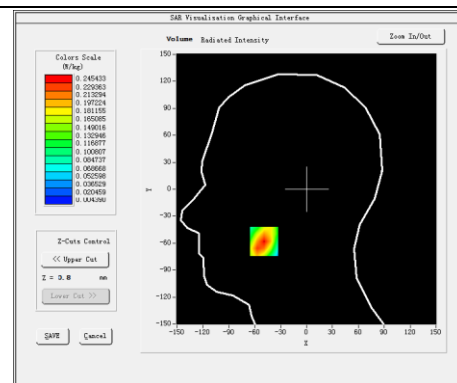 SAR Visualisation Graphical Interface
Volume Radiated Intensity
Zoom In/Out
Colors Scale
(W/kg)
0.245433
0.229363
0.213294
0.197224
0.181155
0.165085
0.149016
0.132946
0.116877
0.100807
0.084737
0.068668
0.052598
0.036529
0.020459
0.004390
Z-Cuts Control
<< Upper Cut
Z = 3.8 mm
Lower Cut >>
SAVE Cancel
150
120
90
60
30
Y 0
-30
-60
-90
-120
-150
-150 -120 -90 -60 -30 0 30 60 90 120 150
X